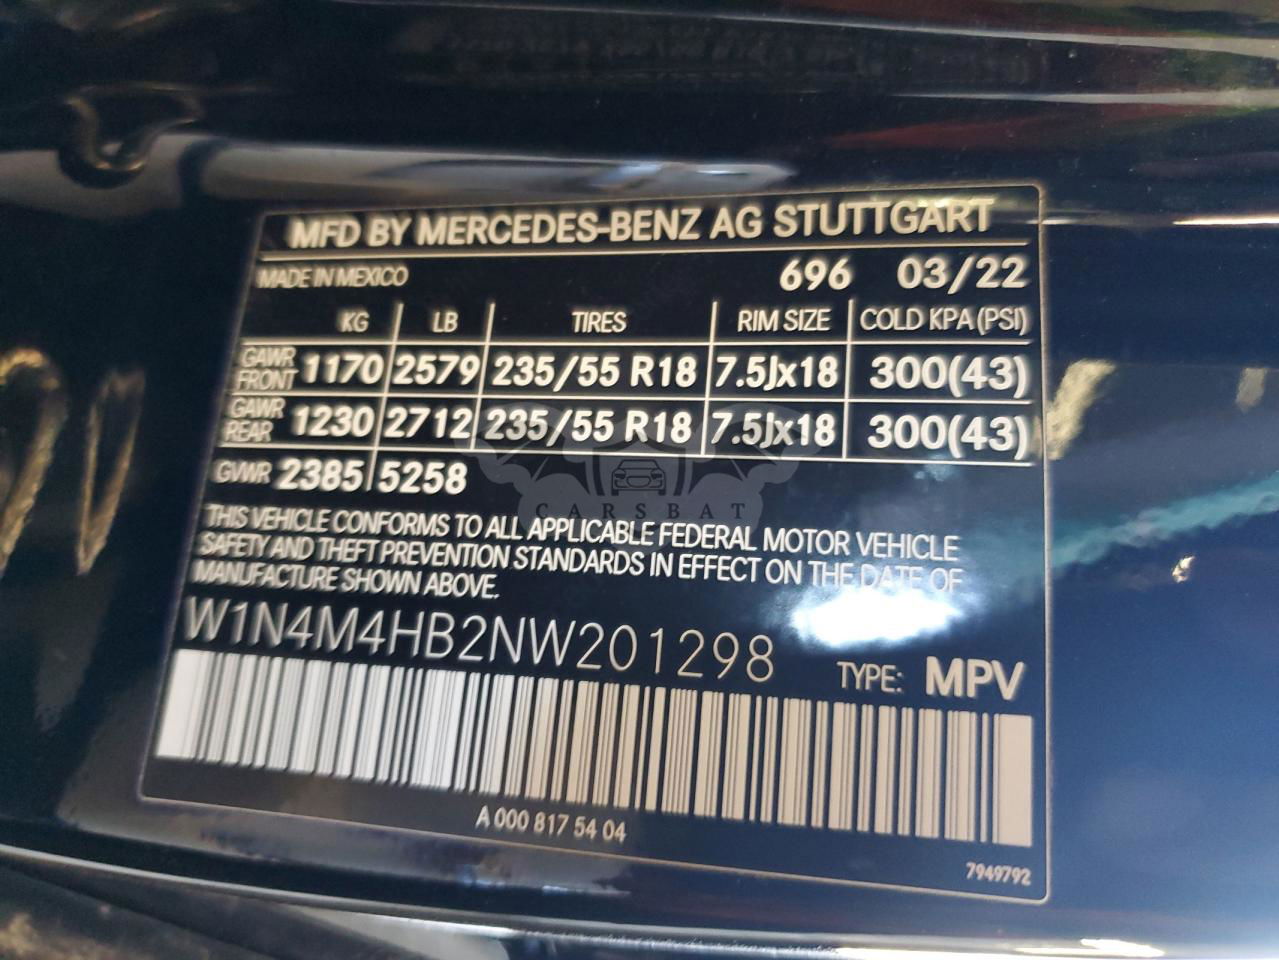 MFD BY MERCEDES-BENZ AG STUTTGART
MADE IN MEXICO 696 03/22
KG LB TIRES RIM SIZE COLD KPA (PSI)
GAWR FRONT 1170 2579 235/55 R18 7.5Jx18 300(43)
GAWR REAR 1230 2712 235/55 R18 7.5Jx18 300(43)
GVWR 2385 5258
CARSBAT
THIS VEHICLE CONFORMS TO ALL APPLICABLE FEDERAL MOTOR VEHICLE
SAFETY AND THEFT PREVENTION STANDARDS IN EFFECT ON THE DATE OF
MANUFACTURE SHOWN ABOVE.
W1N4M4HB2NW201298 TYPE: MPV
A 000 817 54 04
7949792